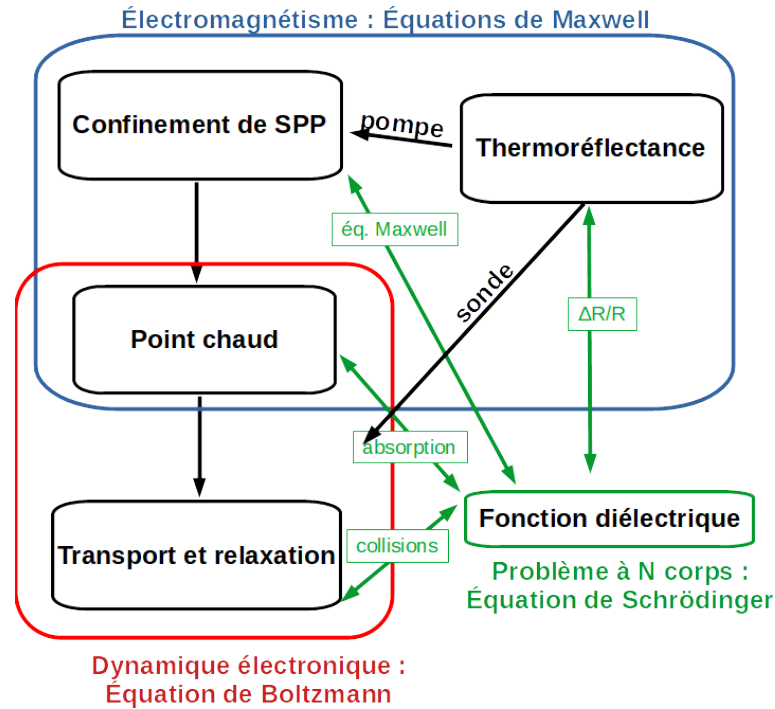 Électromagnétisme : Équations de Maxwell
Confinement de SPP
pompe
Thermoréflectance
éq. Maxwell
sonde
ΔR/R
Point chaud
absorption
Fonction diélectrique
Transport et relaxation
collisions
Problème à N corps :
Équation de Schrödinger
Dynamique électronique :
Équation de Boltzmann